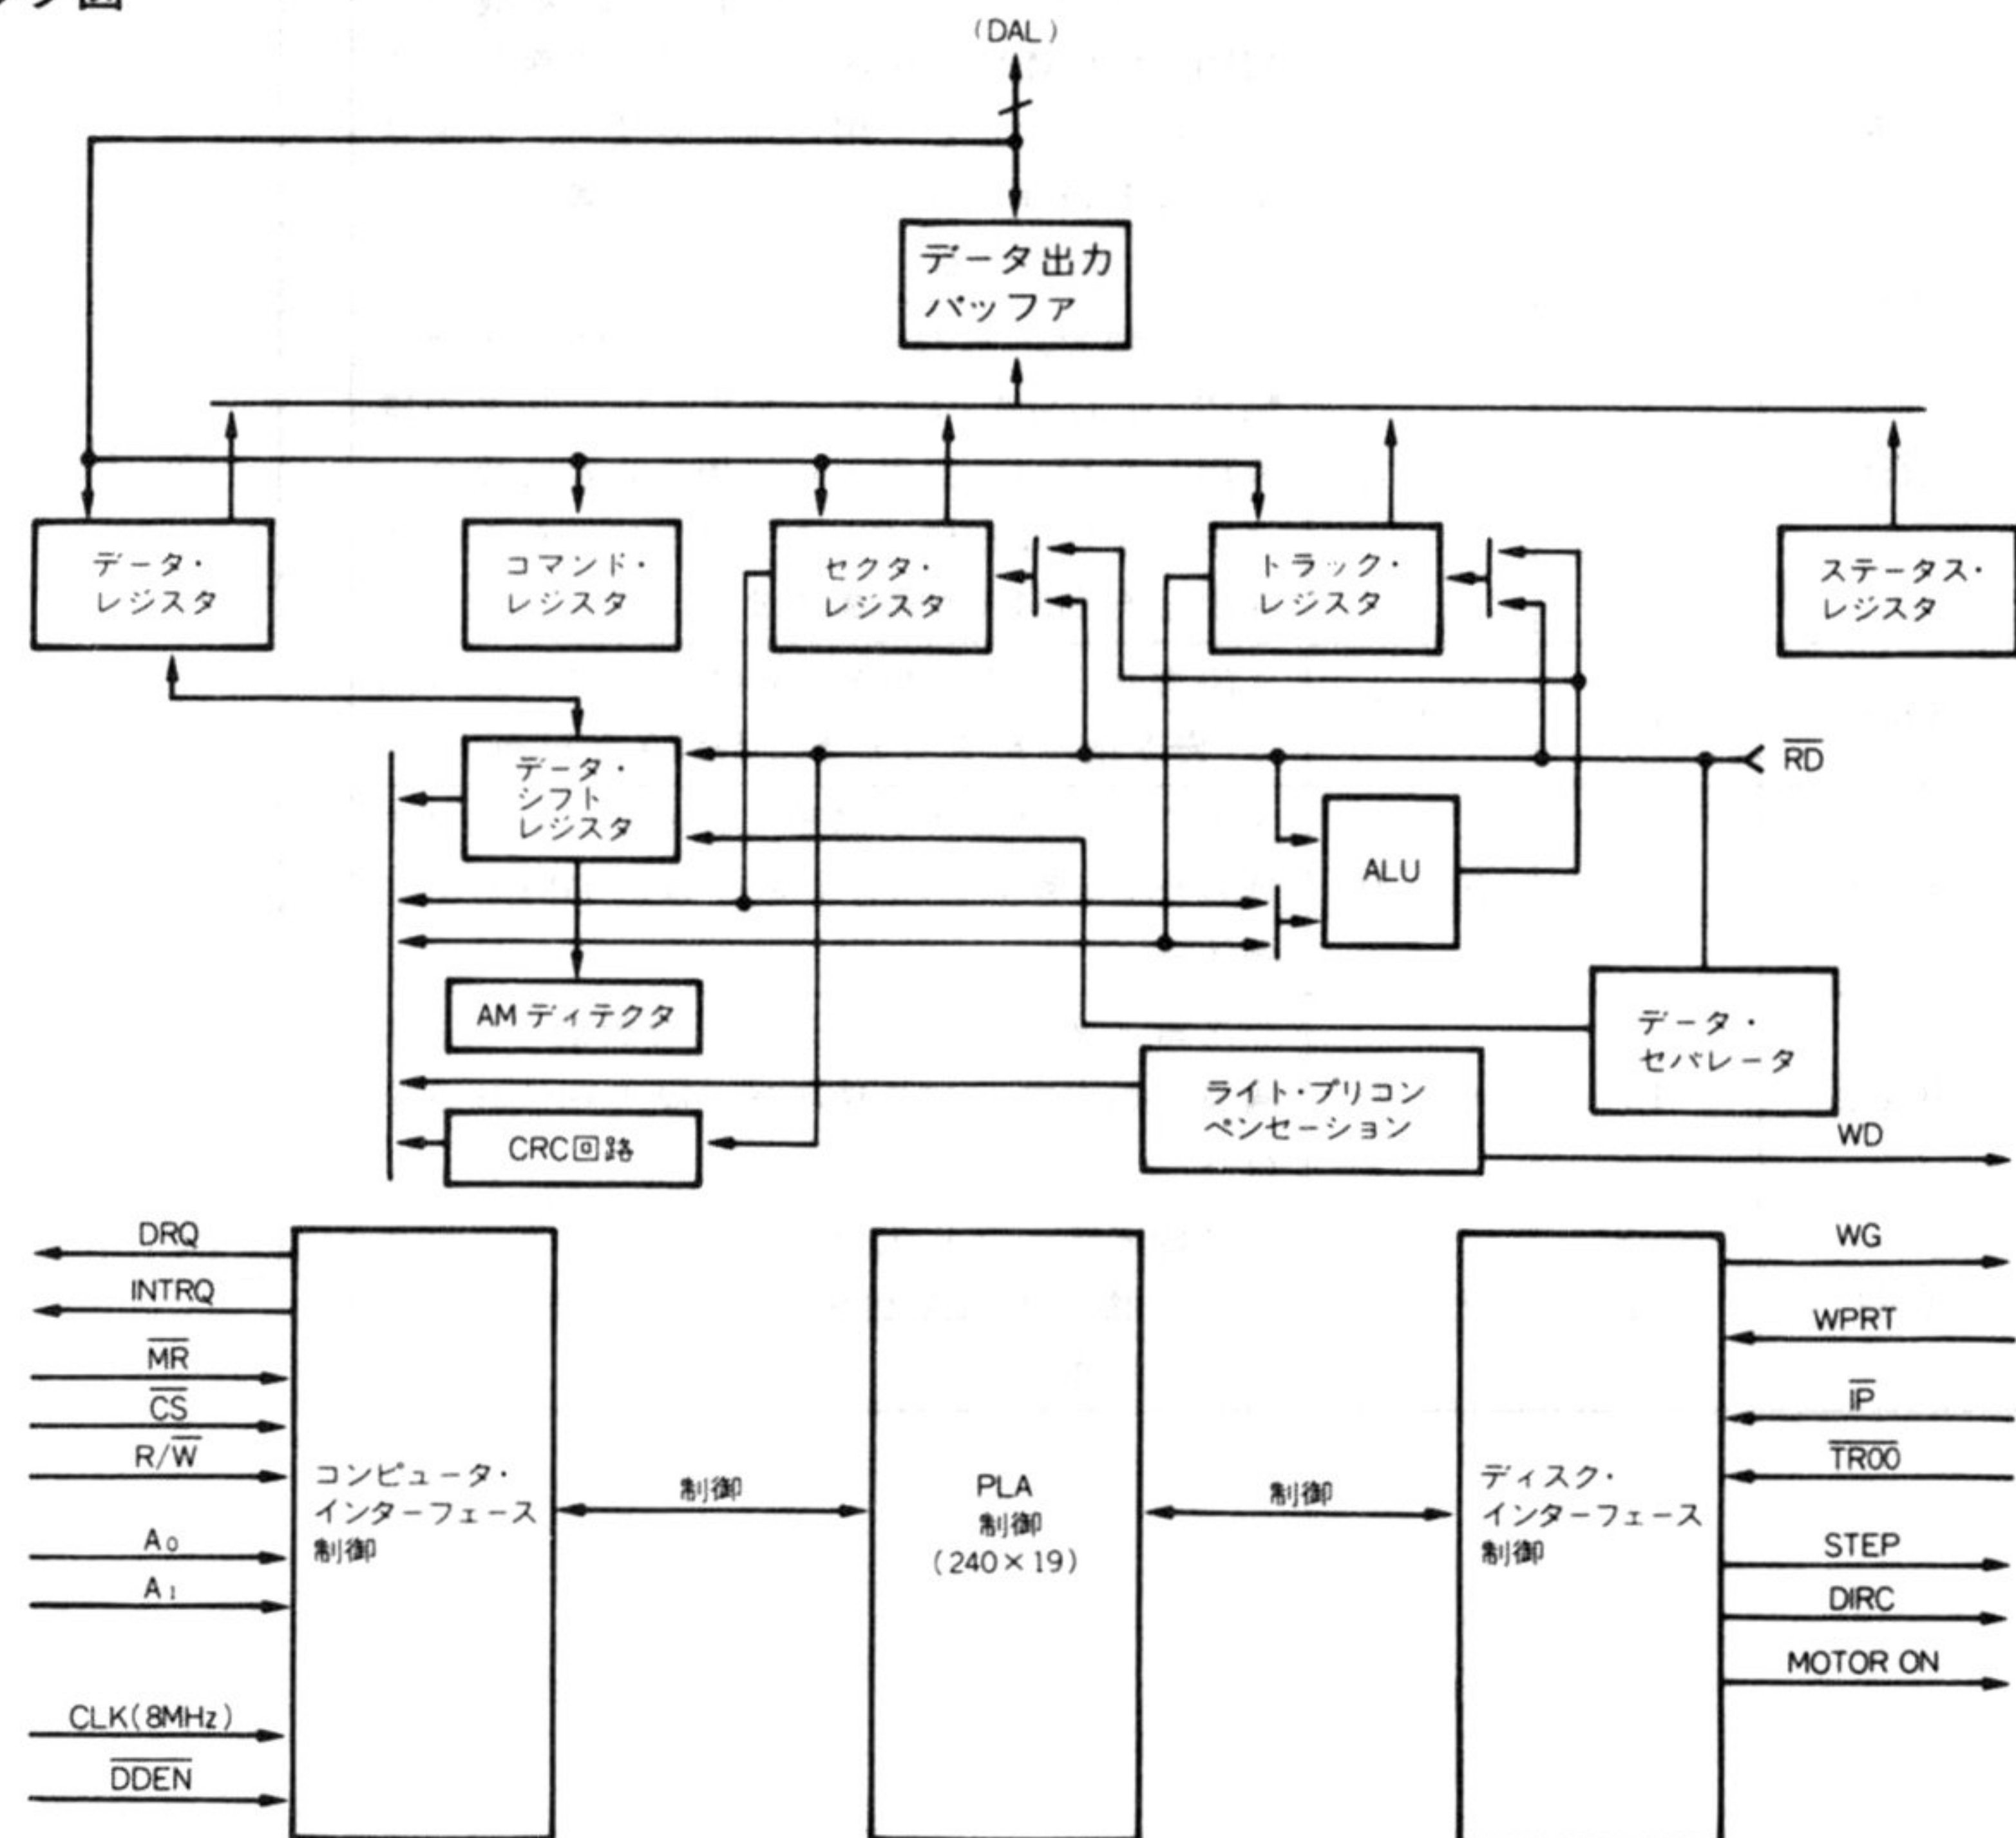 (DAL)
データ出力
バッファ
データ・
レジスタ
コマンド・
レジスタ
セクタ・
レジスタ
トラック・
レジスタ
ステータス・
レジスタ
データ・
シフト
レジスタ
R̅D̅
ALU
AMディテクタ
データ・
セパレータ
ライト・プリコン
ペンセーション
CRC回路
WD
DRQ
INTRQ
M̅R̅
C̅S̅
R/W̅
A₀
A₁
CLK(8MHz)
D̅D̅E̅N̅
コンピュータ・
インターフェース
制御
制御
PLA
制御
(240×19)
制御
ディスク・
インターフェース
制御
WG
WPRT
I̅P̅
T̅R̅0̅0̅
STEP
DIRC
MOTOR ON